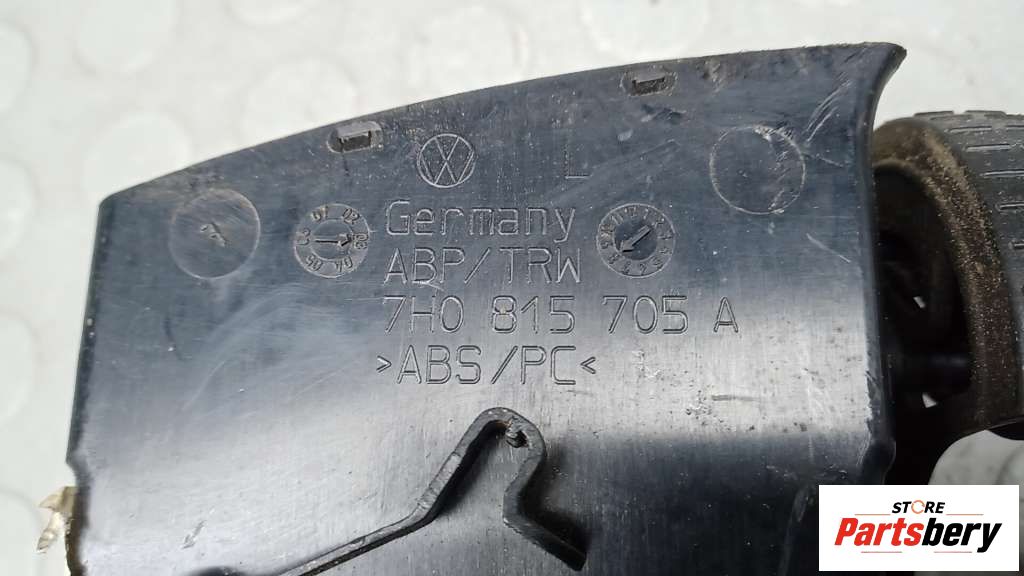 L
Germany
ABP/TRW
7H0 815 705 A
>ABS/PC<
STORE
Partsbery